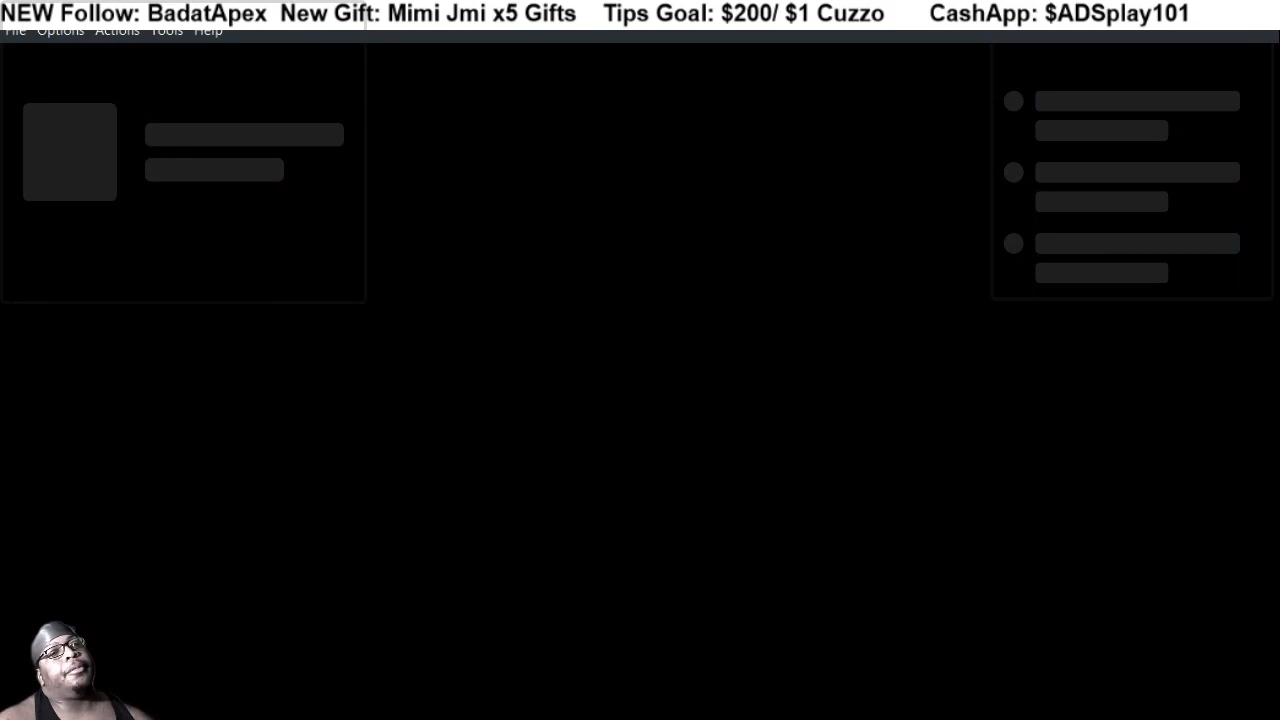 NEW Follow: BadatApex New Gift: Mimi Jmi x5 Gifts Tips Goal: $200/ $1 Cuzzo CashApp: $ADSplay101
File Options Actions Tools Help